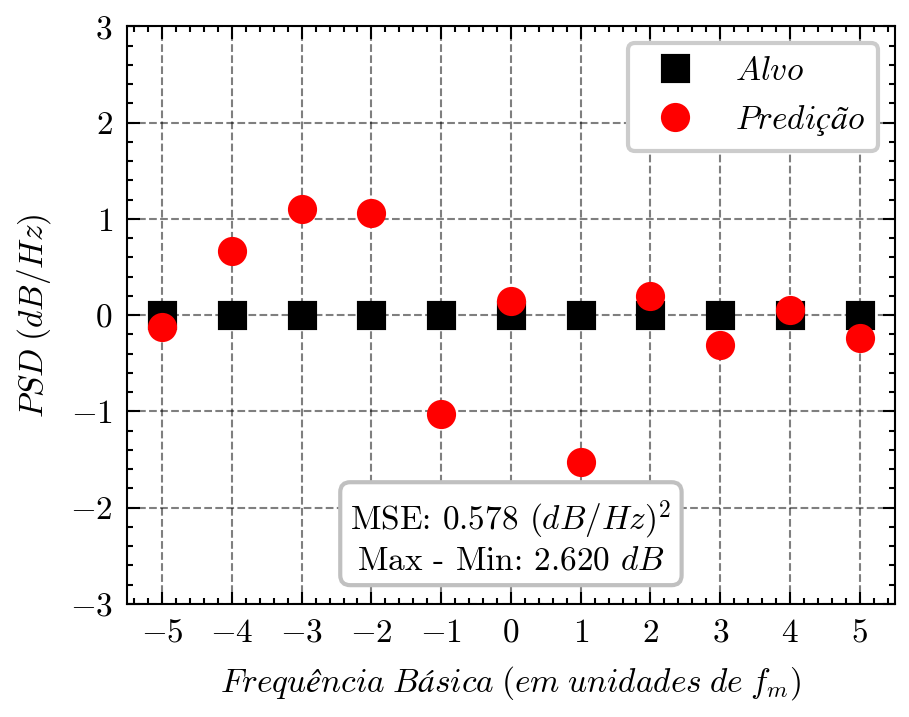 3
2
1
0
−1
−2
−3
PSD (dB/Hz)
Alvo
Predição
MSE: 0.578 (dB/Hz)²
Max - Min: 2.620 dB
−5 −4 −3 −2 −1 0 1 2 3 4 5
Frequência Básica (em unidades de fₘ)